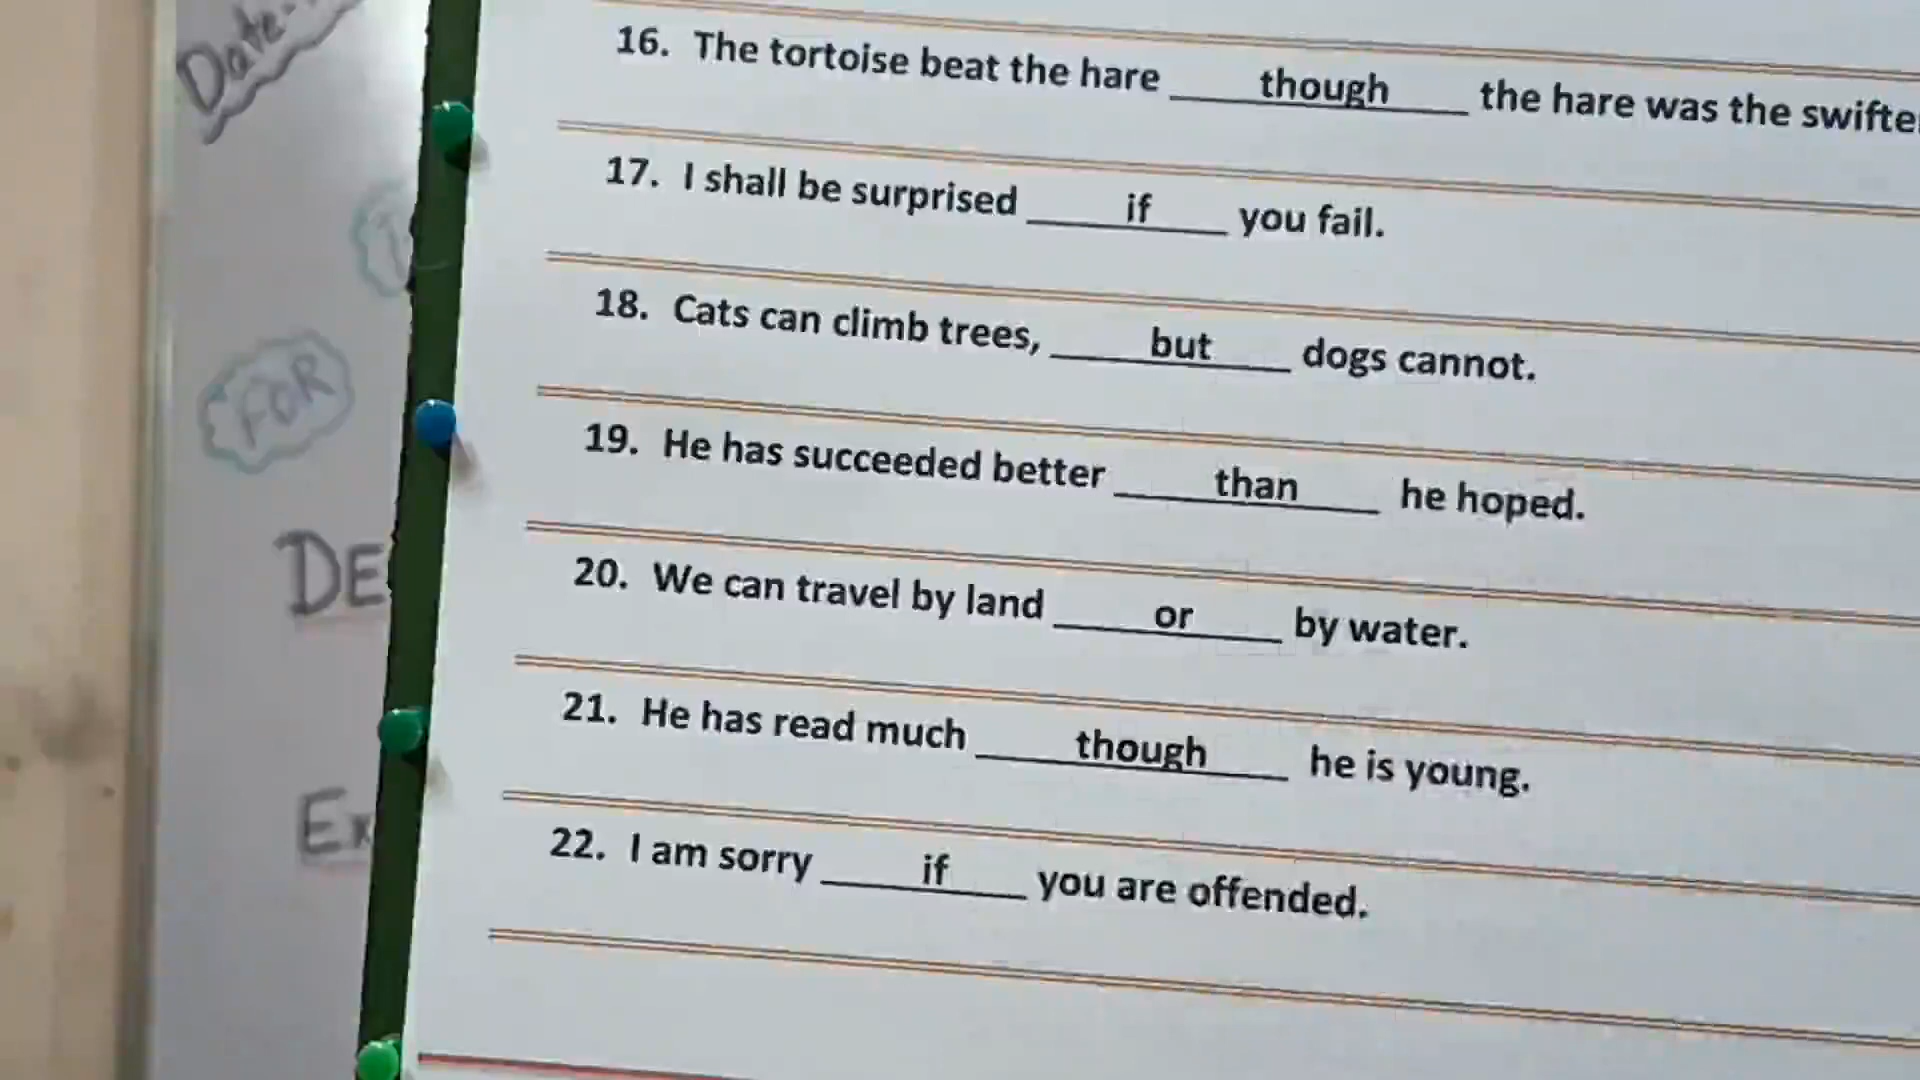 Date
16. The tortoise beat the hare though the hare was the swifte
17. I shall be surprised if you fail.
18. Cats can climb trees, but dogs cannot.
FOR
19. He has succeeded better than he hoped.
DE
20. We can travel by land or by water.
21. He has read much though he is young.
Ex
22. I am sorry if you are offended.